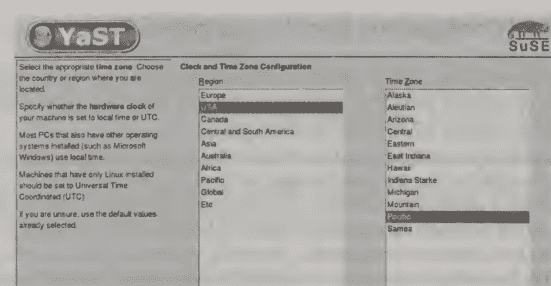 YaST
SuSE
Select the appropriate time zone. Choose
the country or region where you are
located.
Specify whether the hardware clock of
your machine is set to local time or UTC.
Most PCs that also have other operating
systems installed (such as Microsoft
Windows) use local time.
Machines that have only Linux installed
should be set to Universal Time
Coordinated (UTC)
If you are unsure, use the default values
already selected.
Clock and Time Zone Configuration
Region
Europe
USA
Canada
Central and South America
Asia
Australia
Africa
Pacific
Global
Etc
Time Zone
Alaska
Aleutian
Arizona
Central
Eastern
East Indiana
Hawaii
Indiana Starke
Michigan
Mountain
Pacific
Samoa